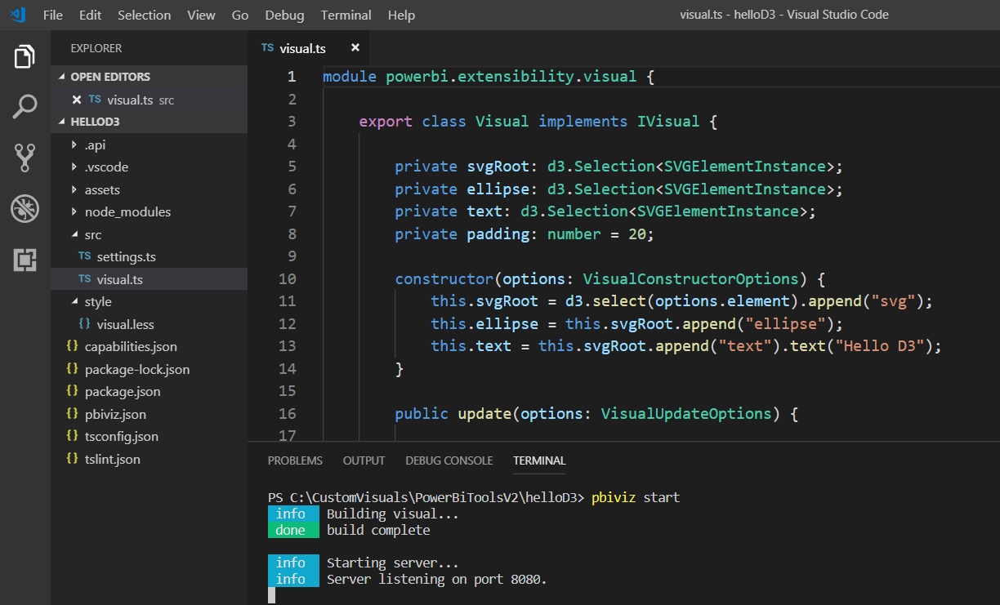 File Edit Selection View Go Debug Terminal Help visual.ts - helloD3 - Visual Studio Code
EXPLORER
OPEN EDITORS
TS visual.ts src
HELLOD3
.api
.vscode
assets
node_modules
src
TS settings.ts
TS visual.ts
style
{} visual.less
{} capabilities.json
{} package-lock.json
{} package.json
{} pbiviz.json
{} tsconfig.json
{} tslint.json
TS visual.ts
1 module powerbi.extensibility.visual {
2
3 export class Visual implements IVisual {
4
5 private svgRoot: d3.Selection<SVGElementInstance>;
6 private ellipse: d3.Selection<SVGElementInstance>;
7 private text: d3.Selection<SVGElementInstance>;
8 private padding: number = 20;
9
10 constructor(options: VisualConstructorOptions) {
11 this.svgRoot = d3.select(options.element).append("svg");
12 this.ellipse = this.svgRoot.append("ellipse");
13 this.text = this.svgRoot.append("text").text("Hello D3");
14 }
15
16 public update(options: VisualUpdateOptions) {
17
PROBLEMS OUTPUT DEBUG CONSOLE TERMINAL
PS C:\CustomVisuals\PowerBiToolsV2\helloD3> pbiviz start
info Building visual...
done build complete
info Starting server...
info Server listening on port 8080.